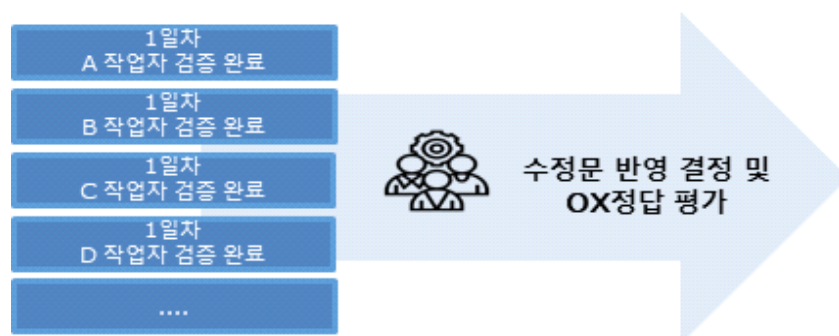 1일차
A 작업자 검증 완료
1일차
B 작업자 검증 완료
1일차
C 작업자 검증 완료
1일차
D 작업자 검증 완료
....
수정문 반영 결정 및
OX정답 평가